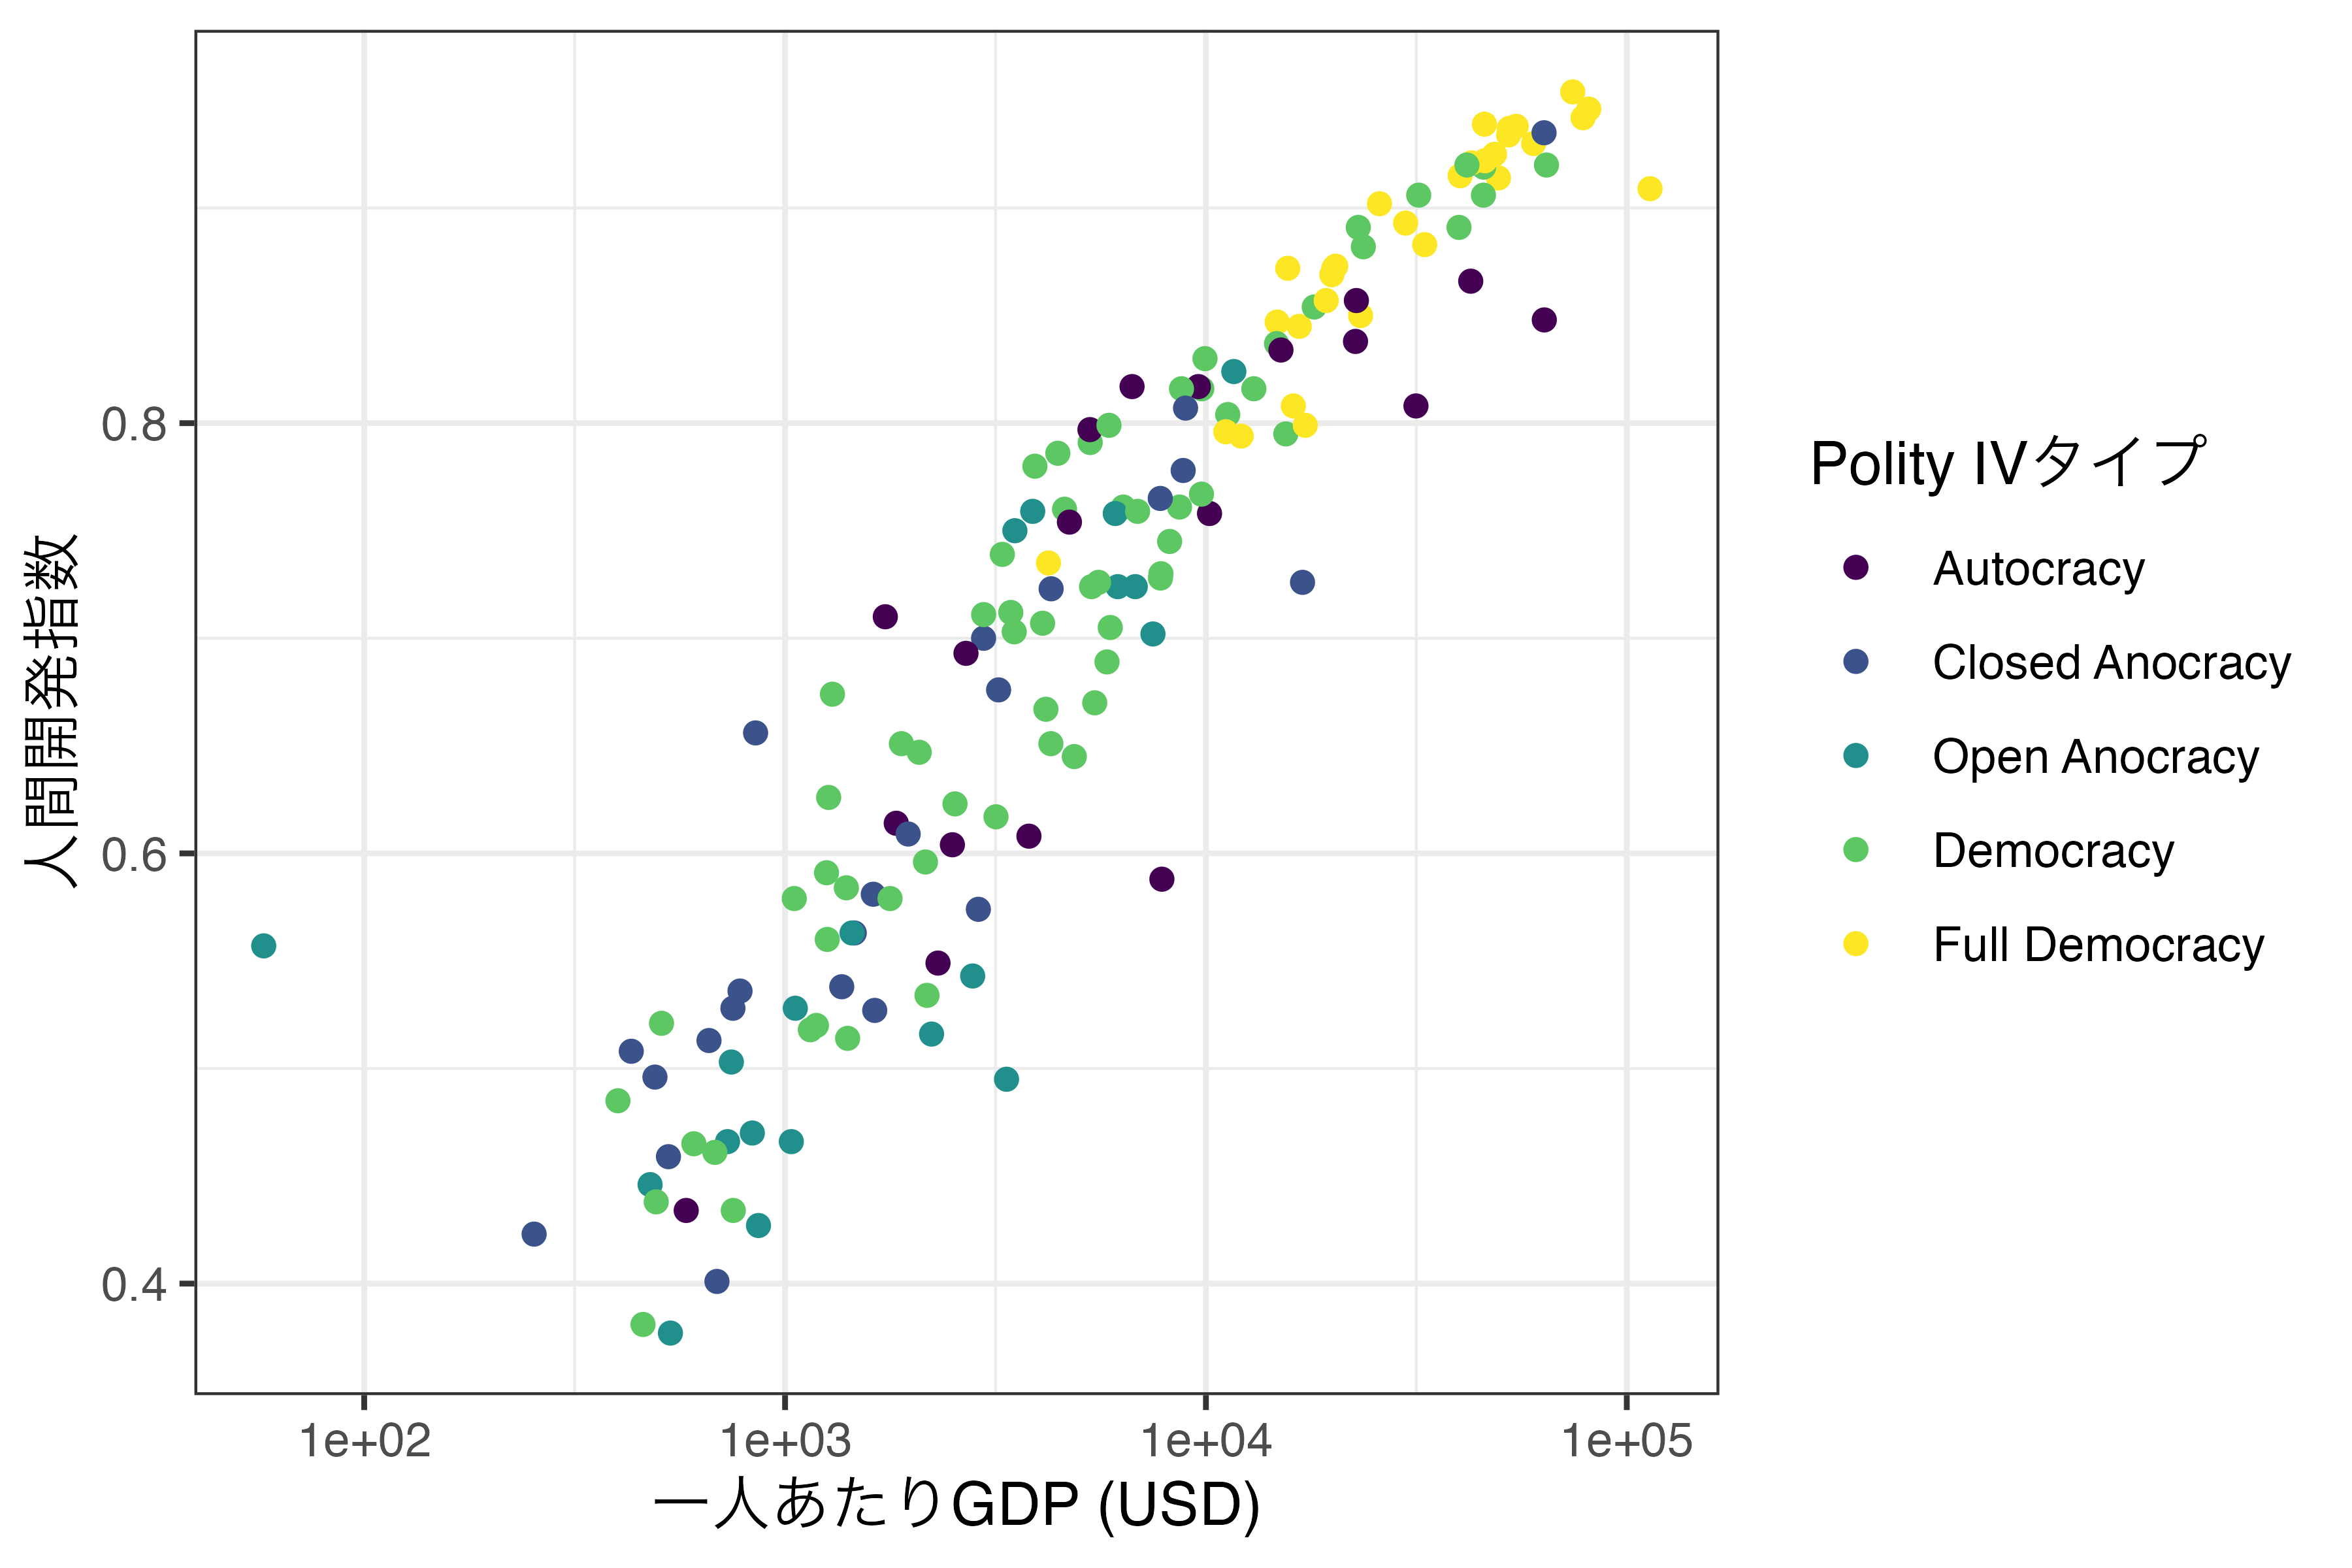 人間開発指数
0.8
0.6
0.4
1e+02
1e+03
1e+04
1e+05
一人あたりGDP (USD)
Polity IVタイプ
Autocracy
Closed Anocracy
Open Anocracy
Democracy
Full Democracy